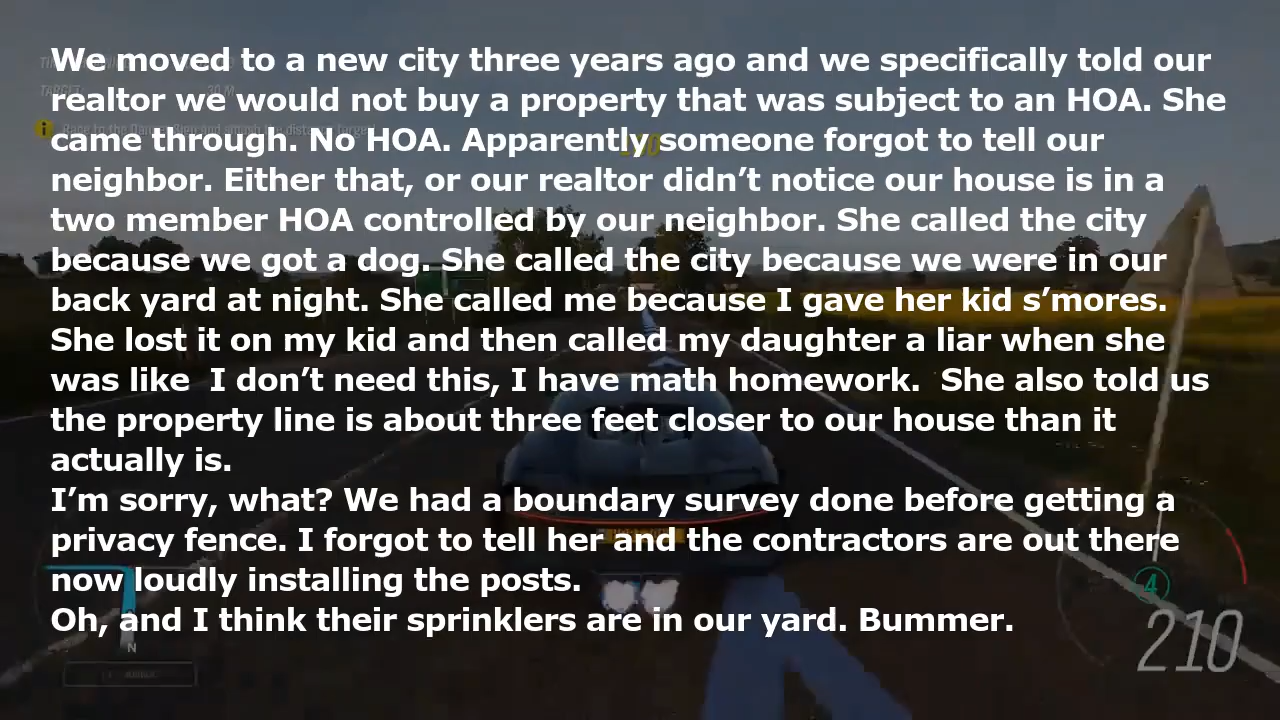 We moved to a new city three years ago and we specifically told our
realtor we would not buy a property that was subject to an HOA. She
came through. No HOA. Apparently someone forgot to tell our
neighbor. Either that, or our realtor didn’t notice our house is in a
two member HOA controlled by our neighbor. She called the city
because we got a dog. She called the city because we were in our
back yard at night. She called me because I gave her kid s’mores.
She lost it on my kid and then called my daughter a liar when she
was like  I don’t need this, I have math homework.  She also told us
the property line is about three feet closer to our house than it
actually is.
I’m sorry, what? We had a boundary survey done before getting a
privacy fence. I forgot to tell her and the contractors are out there
now loudly installing the posts.
Oh, and I think their sprinklers are in our yard. Bummer.
TARGET
4
210
N